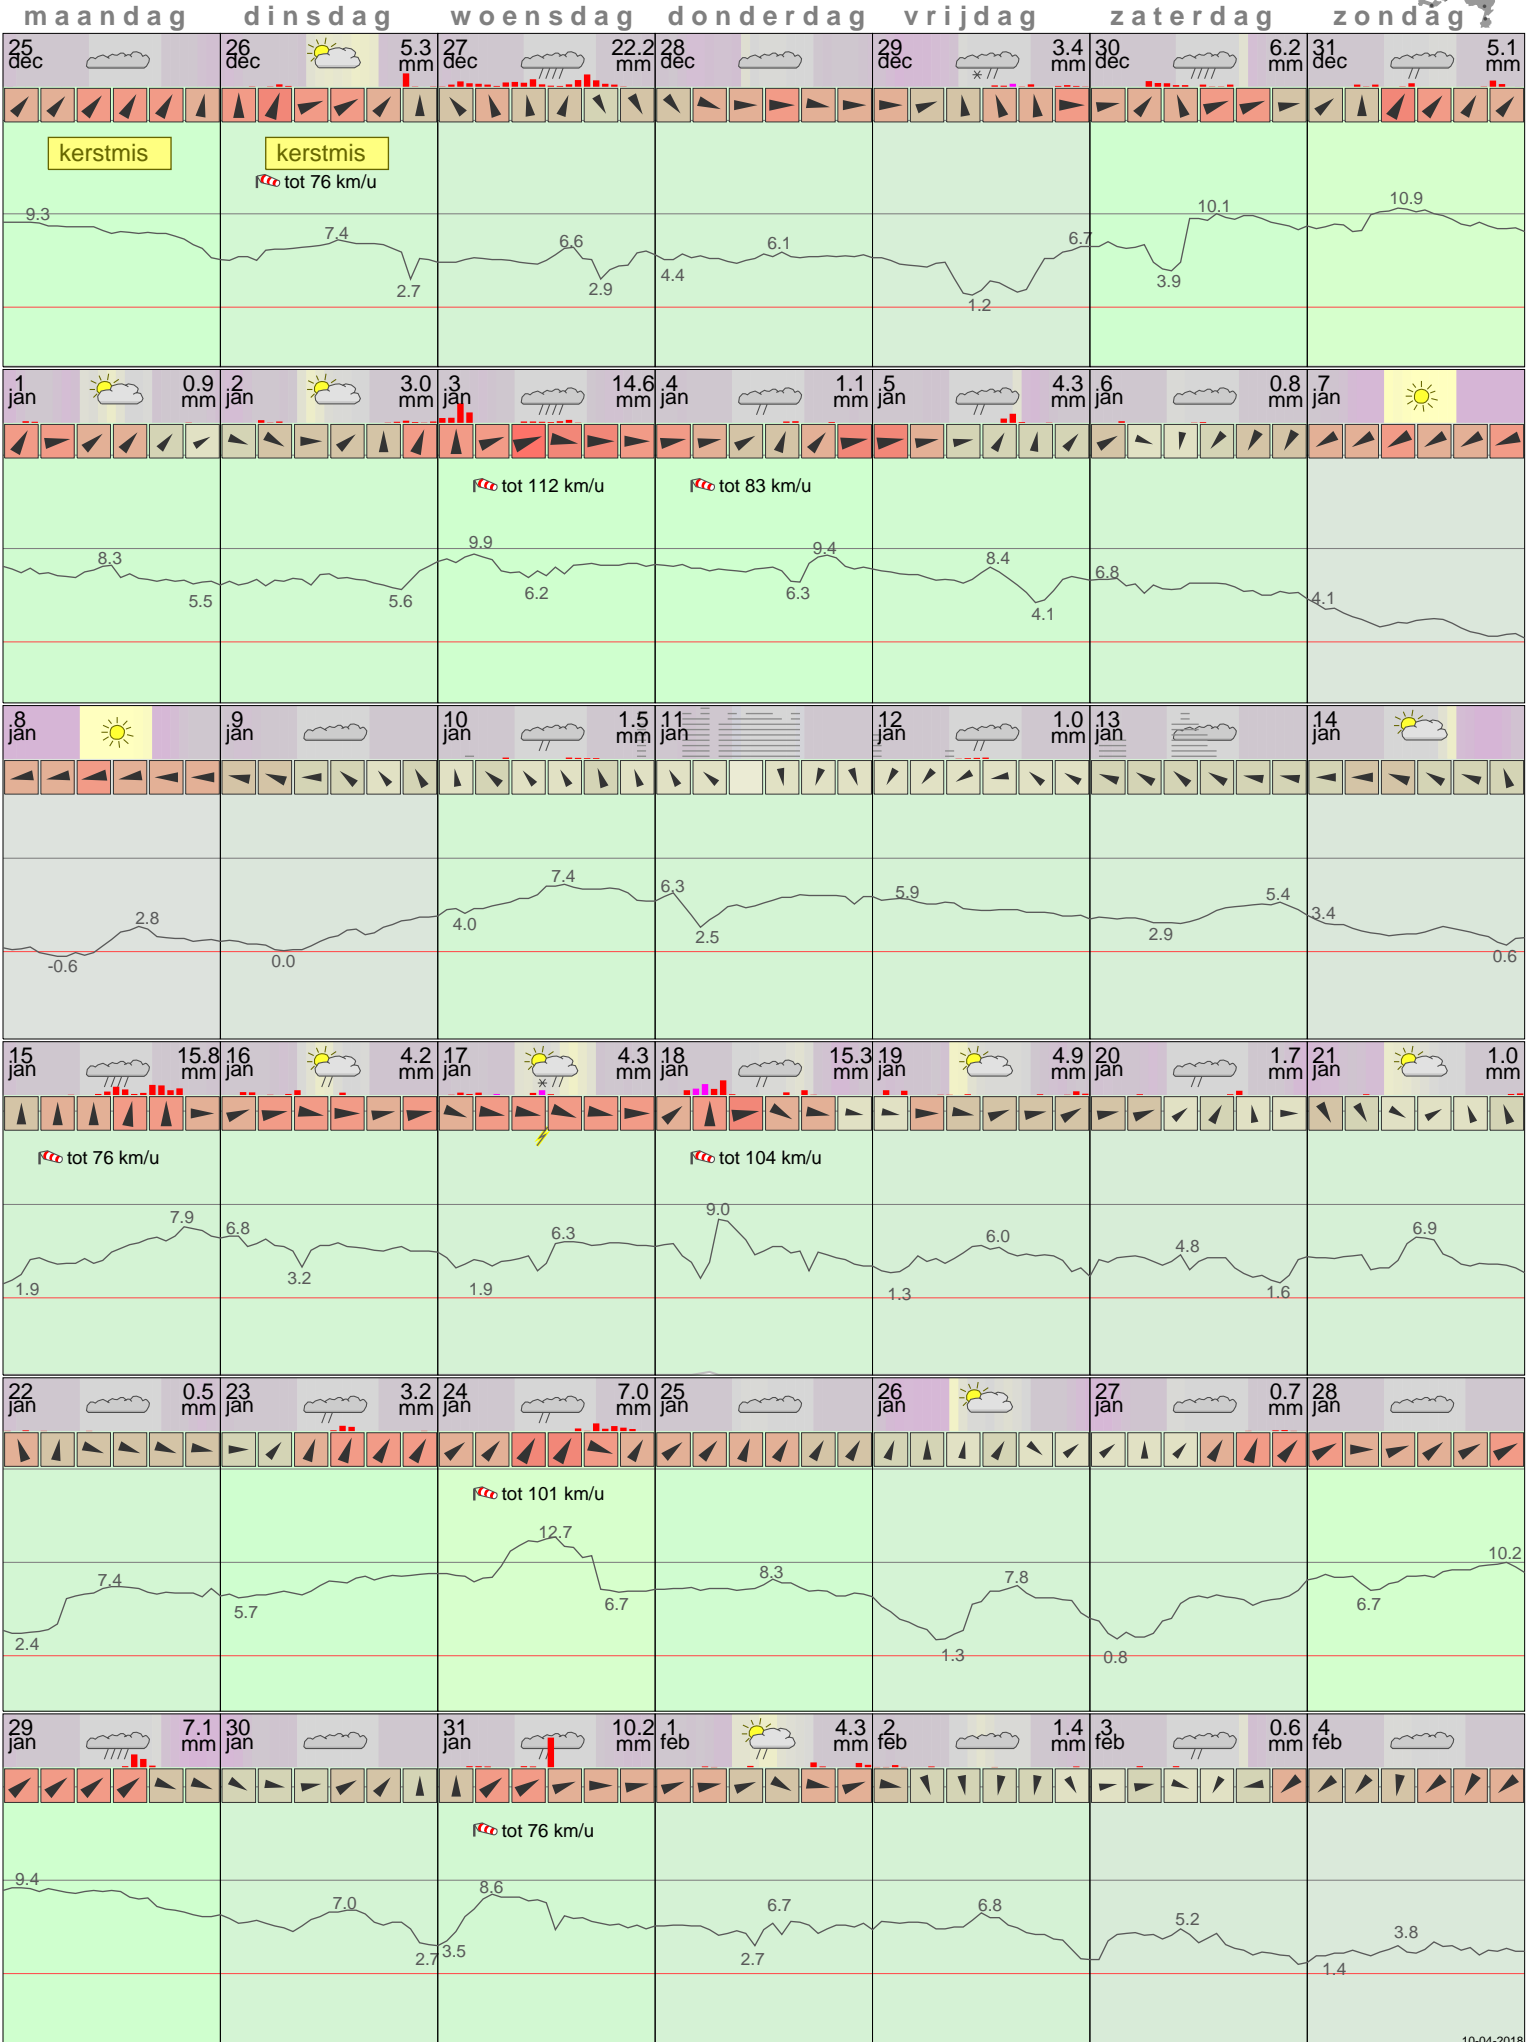 maandag dinsdag woensdag donderdag vrijdag zaterdag zondag
25 dec
26 dec 5.3 mm
27 dec 22.2 mm
28 dec
29 dec 3.4 mm
30 dec 6.2 mm
31 dec 5.1 mm
kerstmis kerstmis
tot 76 km/u
9.3 7.4 2.7 6.6 2.9 4.4 6.1 1.2 6.7 3.9 10.1 10.9
1 jan 0.9 mm
2 jan 3.0 mm
3 jan 14.6 mm
4 jan 1.1 mm
5 jan 4.3 mm
6 jan 0.8 mm
7 jan
tot 112 km/u tot 83 km/u
8.3 5.5 5.6 9.9 6.2 6.3 9.4 8.4 4.1 6.8 4.1
8 jan
9 jan
10 jan 1.5 mm
11 jan
12 jan 1.0 mm
13 jan
14 jan
-0.6 2.8 0.0 4.0 7.4 6.3 2.5 5.9 2.9 5.4 3.4 0.6
15 jan 15.8 mm
16 jan 4.2 mm
17 jan 4.3 mm
18 jan 15.3 mm
19 jan 4.9 mm
20 jan 1.7 mm
21 jan 1.0 mm
tot 76 km/u tot 104 km/u
1.9 7.9 6.8 3.2 1.9 6.3 9.0 1.3 6.0 4.8 1.6 6.9
22 jan 0.5 mm
23 jan 3.2 mm
24 jan 7.0 mm
25 jan
26 jan
27 jan 0.7 mm
28 jan
tot 101 km/u
2.4 7.4 5.7 12.7 6.7 8.3 1.3 7.8 0.8 6.7 10.2
29 jan 7.1 mm
30 jan
31 jan 10.2 mm
1 feb 4.3 mm
2 feb 1.4 mm
3 feb 0.6 mm
4 feb
tot 76 km/u
9.4 7.0 2.7 3.5 8.6 2.7 6.7 6.8 5.2 1.4 3.8
10-04-2018